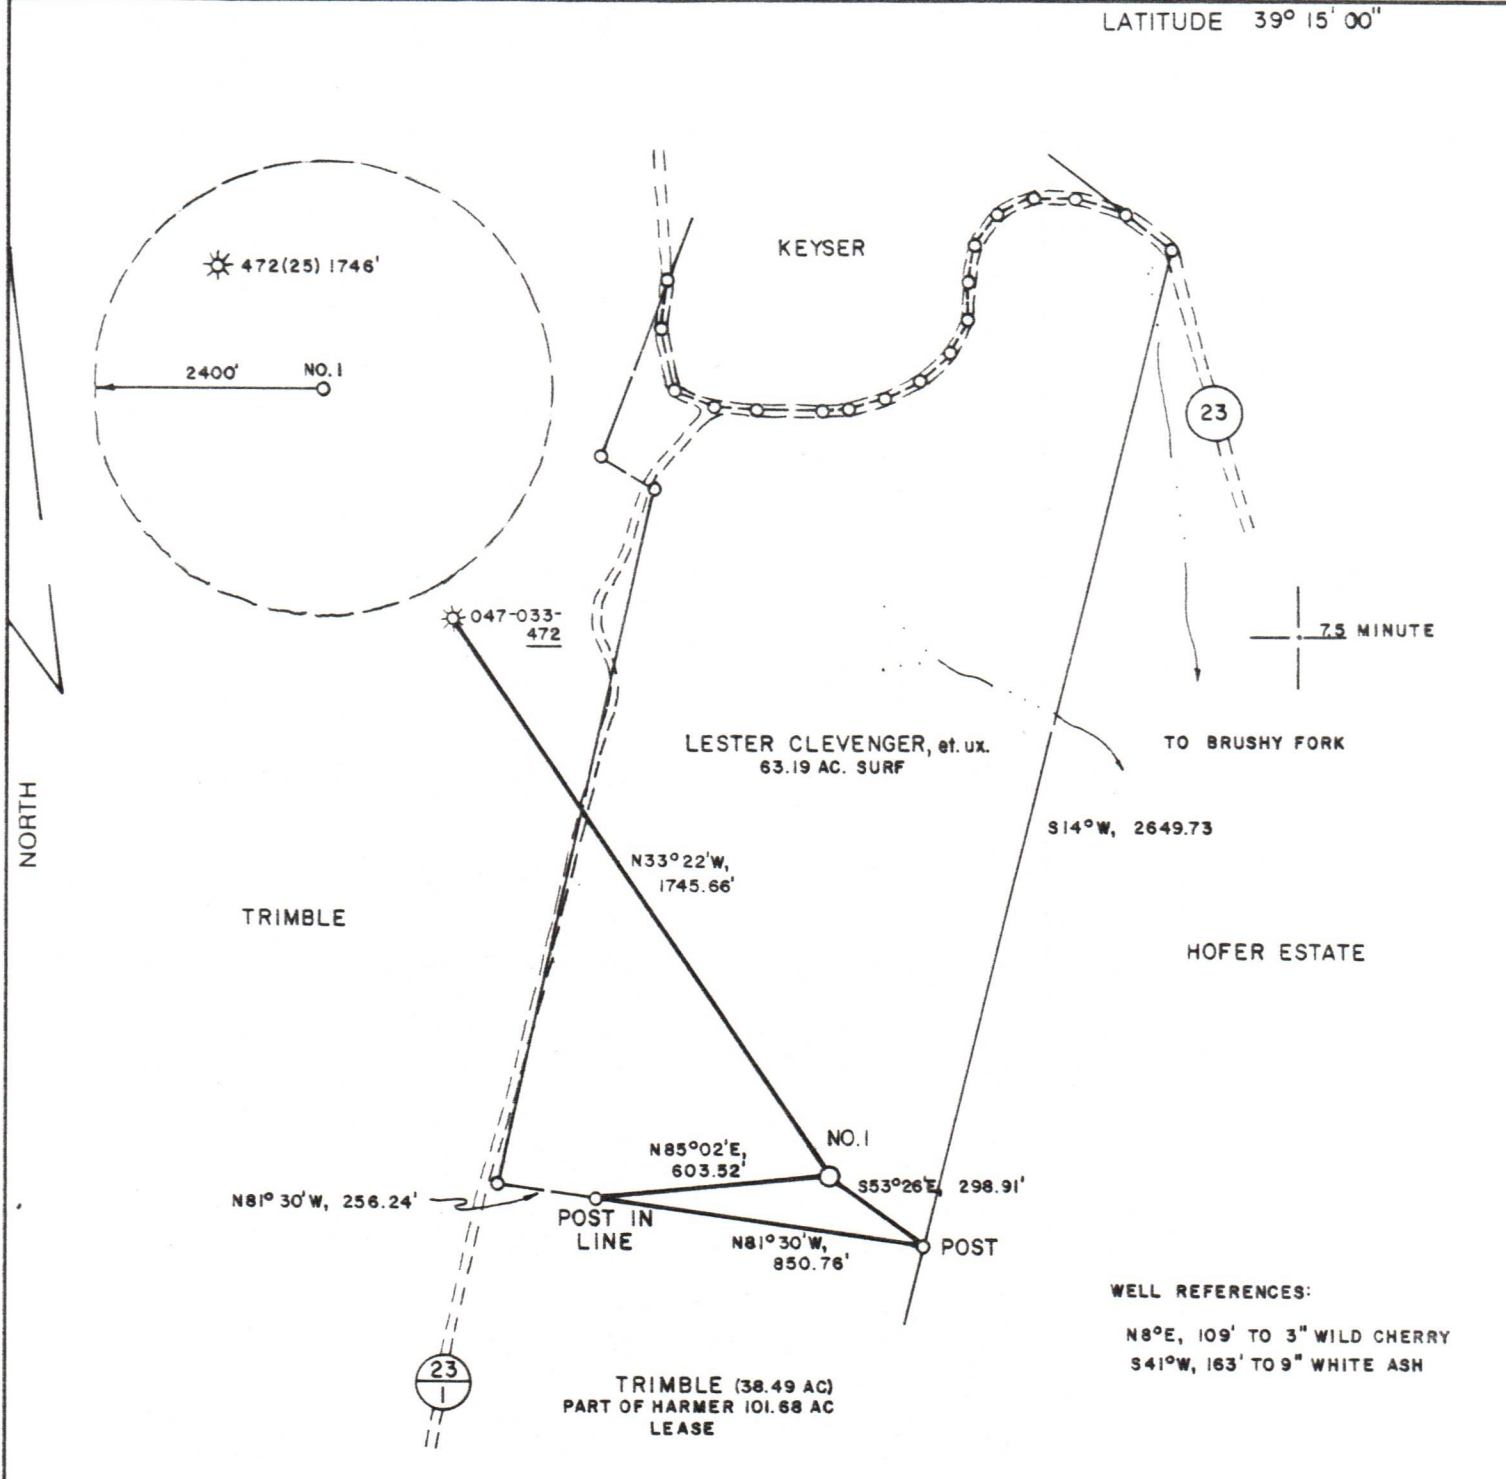 LATITUDE 39° 15' 00"
KEYSER
472(25) 1746'
2400'
NO. 1
23
047-033-
472
7.5 MINUTE
LESTER CLEVENGER, et. ux.
63.19 AC. SURF
TO BRUSHY FORK
NORTH
S14°W, 2649.73
N33°22'W,
1745.66'
TRIMBLE
HOFER ESTATE
NO. 1
N85°02'E,
603.52'
S53°26'E, 298.91'
N81°30'W, 256.24'
POST IN
LINE
N81°30'W,
850.76'
POST
WELL REFERENCES:
N8°E, 109' TO 3" WILD CHERRY
S41°W, 163' TO 9" WHITE ASH
23
1
TRIMBLE (38.49 AC)
PART OF HARMER 101.68 AC
LEASE